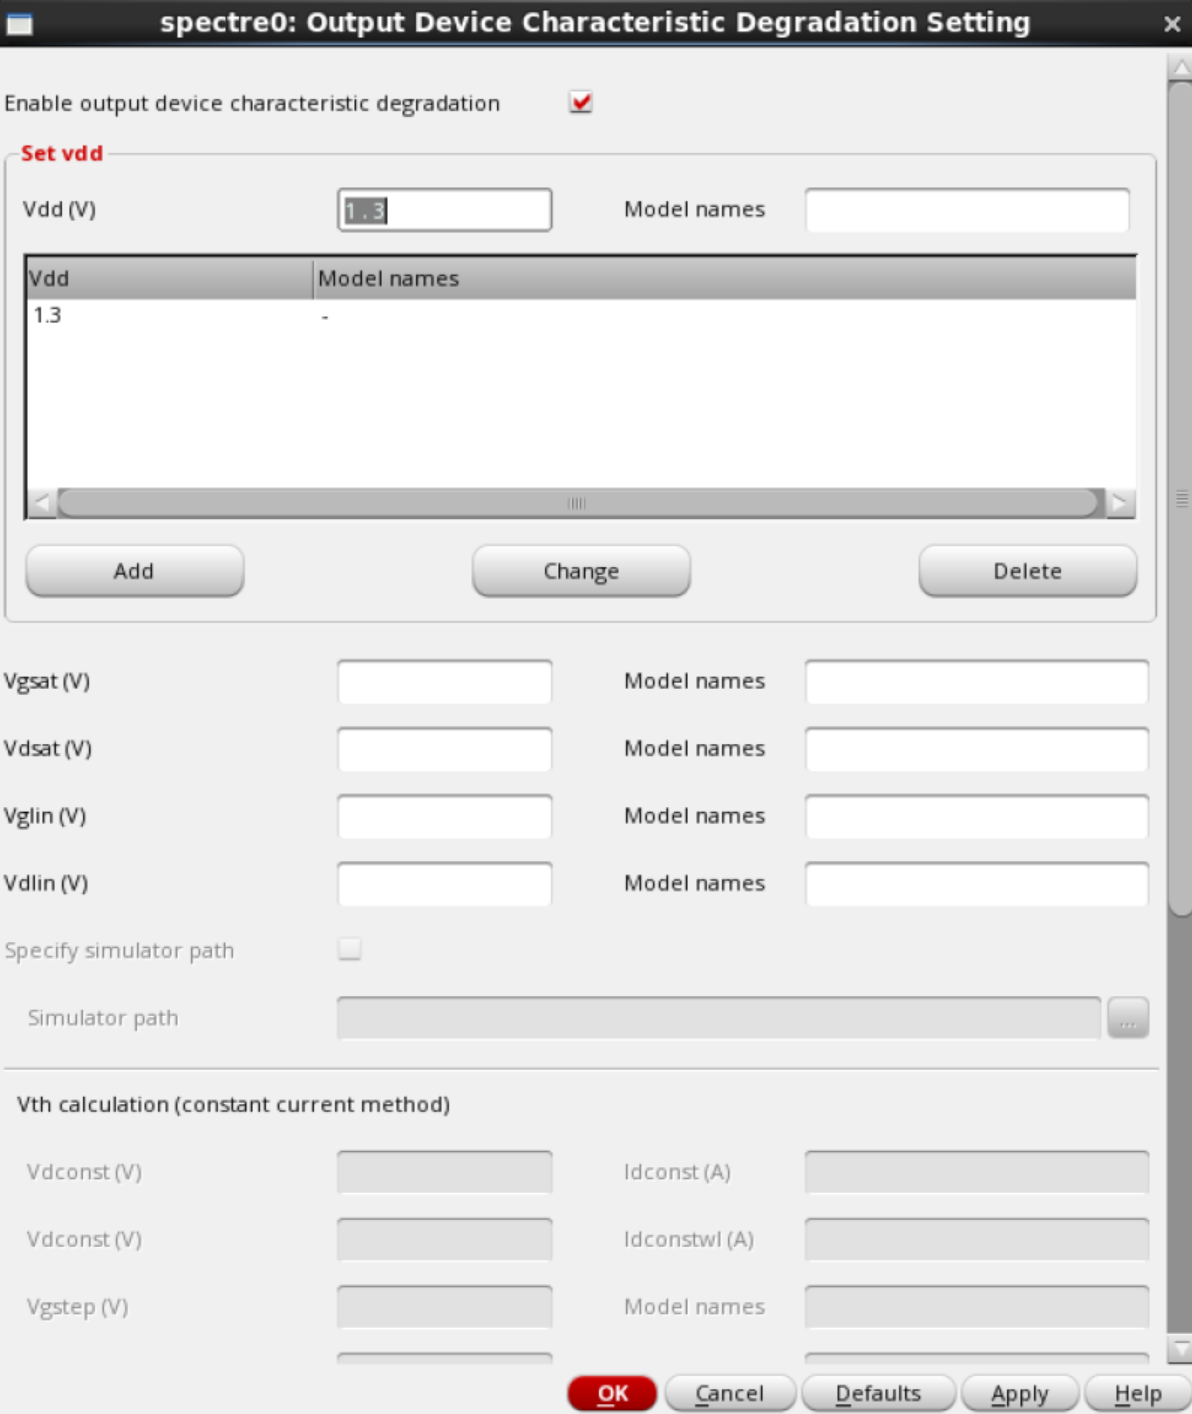 spectre0: Output Device Characteristic Degradation Setting
Enable output device characteristic degradation
Set vdd
Vdd (V) 1.3 Model names
Vdd Model names
1.3 -
Add Change Delete
Vgsat (V) Model names
Vdsat (V) Model names
Vglin (V) Model names
Vdlin (V) Model names
Specify simulator path
Simulator path ...
Vth calculation (constant current method)
Vdconst (V) Idconst (A)
Vdconst (V) Idconstwl (A)
Vgstep (V) Model names
OK Cancel Defaults Apply Help